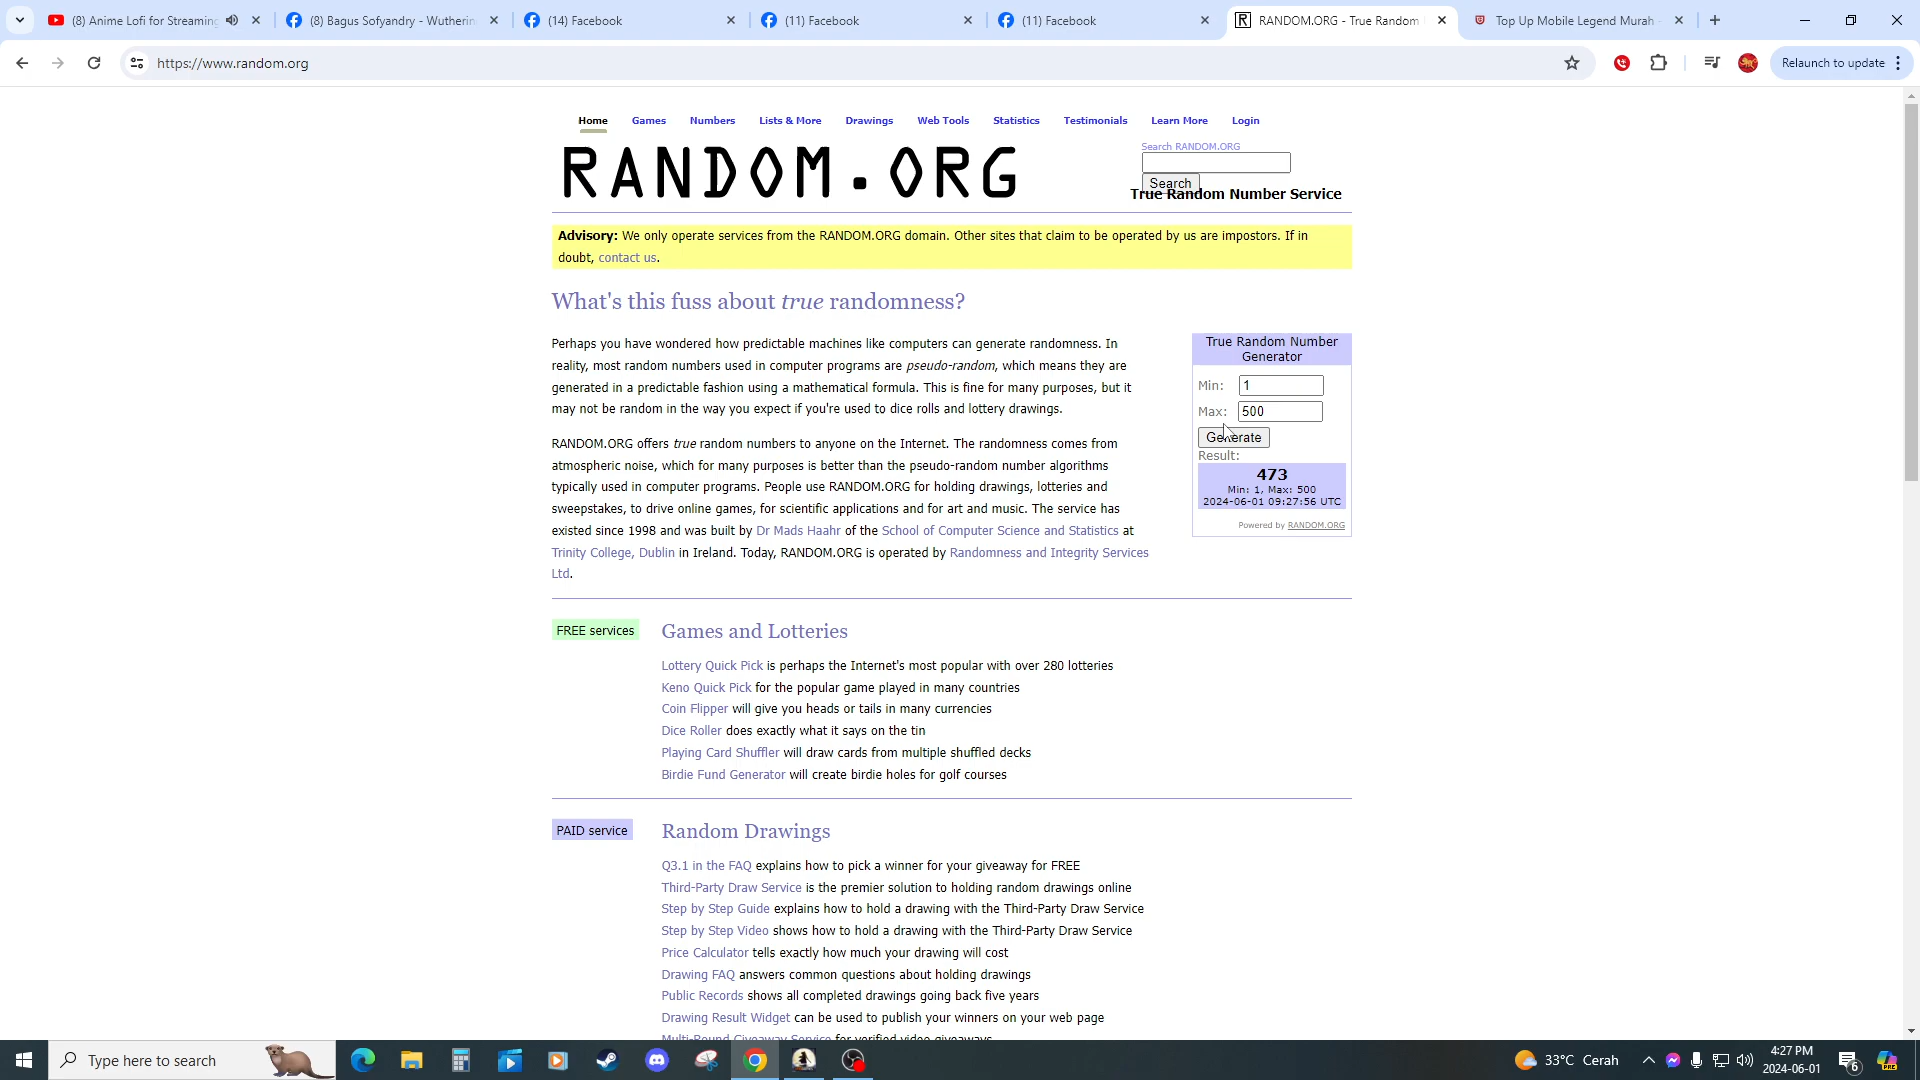 (8) Anime Lofi for Streaming
(8) Bagus Sofyandry - Wutherin
(14) Facebook
(11) Facebook
(11) Facebook
RANDOM.ORG - True Random
Top Up Mobile Legend Murah -
https://www.random.org
Relaunch to update
Home
Games
Numbers
Lists & More
Drawings
Web Tools
Statistics
Testimonials
Learn More
Login
RANDOM.ORG
Search RANDOM.ORG
Search
True Random Number Service
Advisory: We only operate services from the RANDOM.ORG domain. Other sites that claim to be operated by us are impostors. If in
doubt, contact us.
What's this fuss about true randomness?
Perhaps you have wondered how predictable machines like computers can generate randomness. In
reality, most random numbers used in computer programs are pseudo-random, which means they are
generated in a predictable fashion using a mathematical formula. This is fine for many purposes, but it
may not be random in the way you expect if you're used to dice rolls and lottery drawings.
RANDOM.ORG offers true random numbers to anyone on the Internet. The randomness comes from
atmospheric noise, which for many purposes is better than the pseudo-random number algorithms
typically used in computer programs. People use RANDOM.ORG for holding drawings, lotteries and
sweepstakes, to drive online games, for scientific applications and for art and music. The service has
existed since 1998 and was built by Dr Mads Haahr of the School of Computer Science and Statistics at
Trinity College, Dublin in Ireland. Today, RANDOM.ORG is operated by Randomness and Integrity Services
Ltd.
True Random Number
Generator
Min: 1
Max: 500
Generate
Result:
473
Min: 1, Max: 500
2024-06-01 09:27:56 UTC
Powered by RANDOM.ORG
FREE services
Games and Lotteries
Lottery Quick Pick is perhaps the Internet's most popular with over 280 lotteries
Keno Quick Pick for the popular game played in many countries
Coin Flipper will give you heads or tails in many currencies
Dice Roller does exactly what it says on the tin
Playing Card Shuffler will draw cards from multiple shuffled decks
Birdie Fund Generator will create birdie holes for golf courses
PAID service
Random Drawings
Q3.1 in the FAQ explains how to pick a winner for your giveaway for FREE
Third-Party Draw Service is the premier solution to holding random drawings online
Step by Step Guide explains how to hold a drawing with the Third-Party Draw Service
Step by Step Video shows how to hold a drawing with the Third-Party Draw Service
Price Calculator tells exactly how much your drawing will cost
Drawing FAQ answers common questions about holding drawings
Public Records shows all completed drawings going back five years
Drawing Result Widget can be used to publish your winners on your web page
Multi-Round Giveaway Service for verified video giveaways
Type here to search
33°C Cerah
4:27 PM
2024-06-01
6